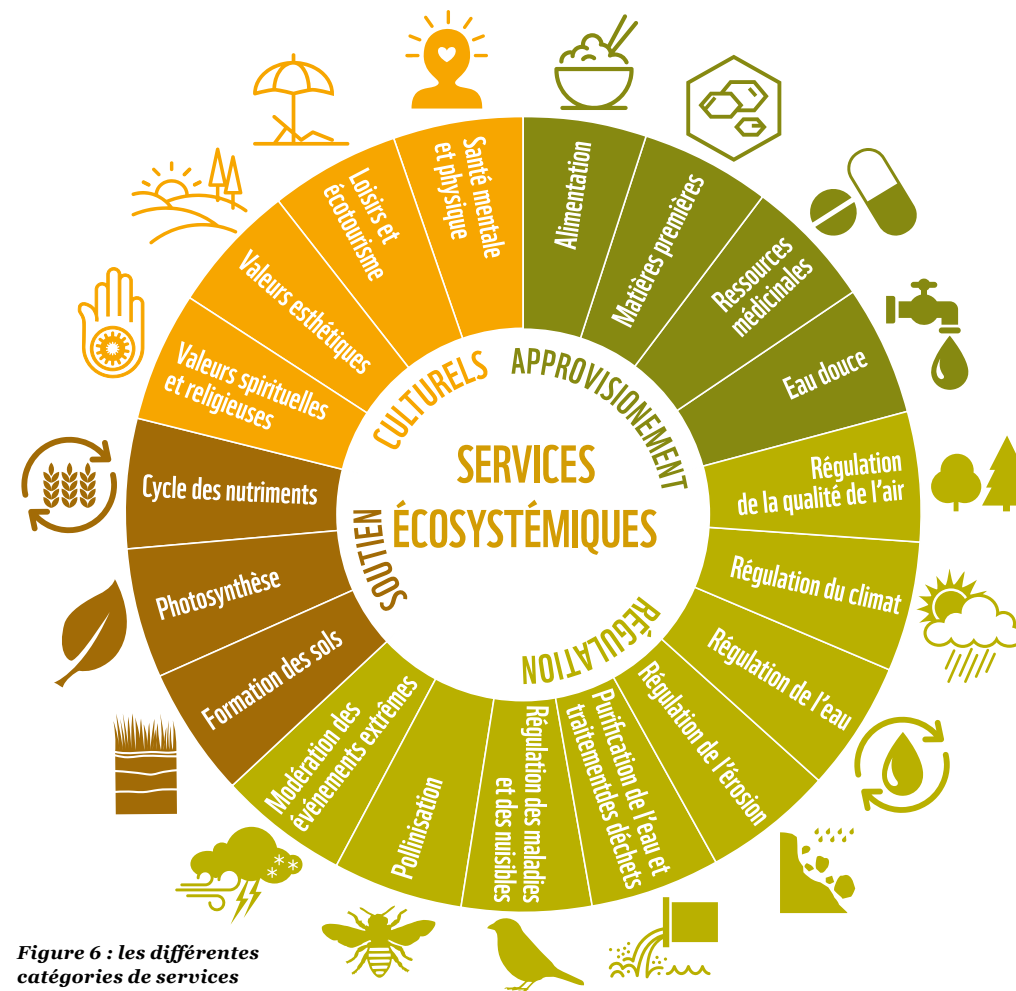 SERVICES
ÉCOSYSTÉMIQUES
APPROVISIONEMENT
Alimentation
Matières premières
Ressources
médicinales
Eau douce
RÉGULATION
Régulation
de la qualité de l'air
Régulation du climat
Régulation de l'eau
Régulation de l'érosion
Purification de l'eau et
traitementdes déchets
Régulation des maladies
et des nuisibles
Pollinisation
Modération des
événements extrêmes
SOUTIEN
Formation des sols
Photosynthèse
Cycle des nutriments
CULTURELS
Valeurs spirituelles
et religieuses
Valeurs esthétiques
Loisirs et
écotourisme
Santé mentale
et physique
Figure 6 : les différentes
catégories de services